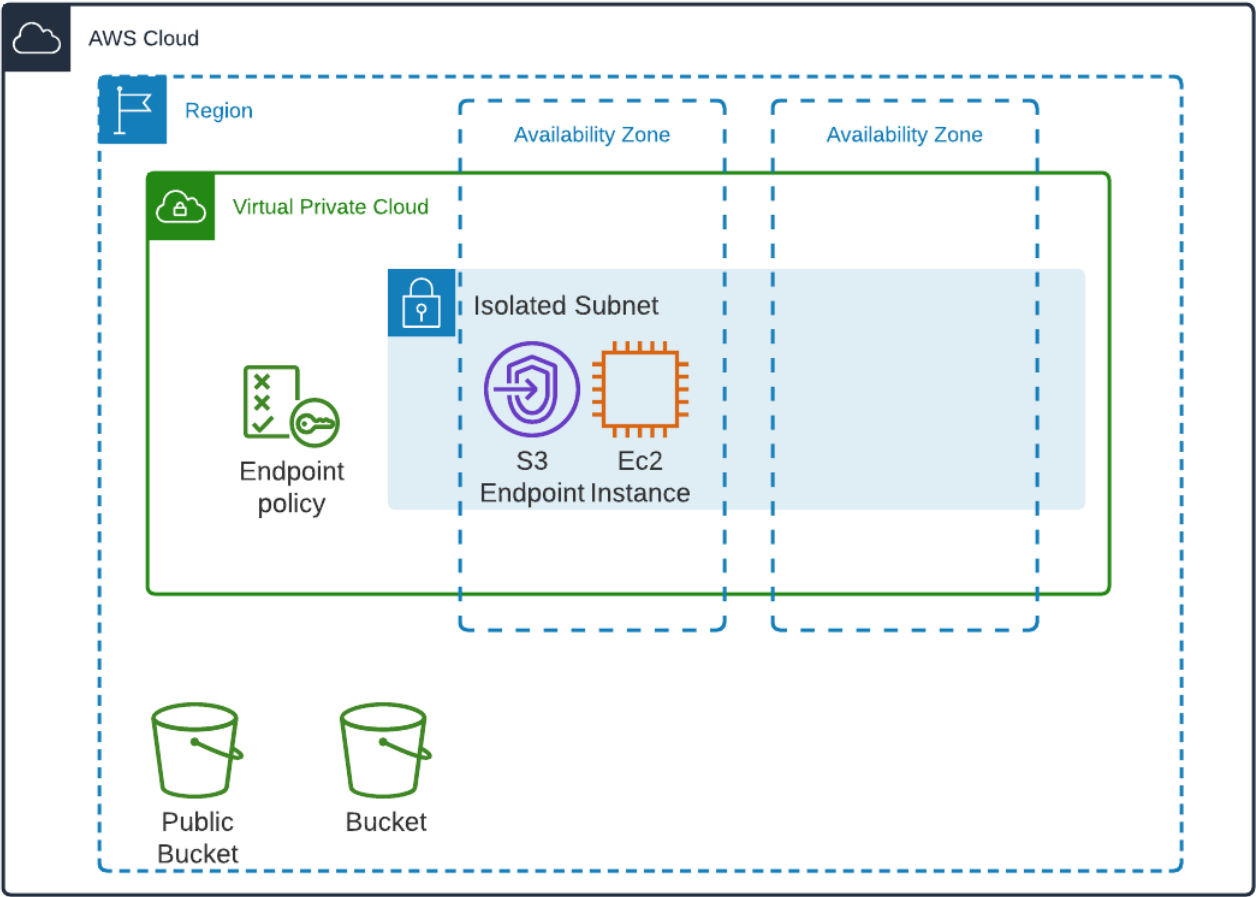 AWS Cloud
Region
Availability Zone
Availability Zone
Virtual Private Cloud
Isolated Subnet
S3
Endpoint
Ec2
Instance
Endpoint
policy
Public
Bucket
Bucket